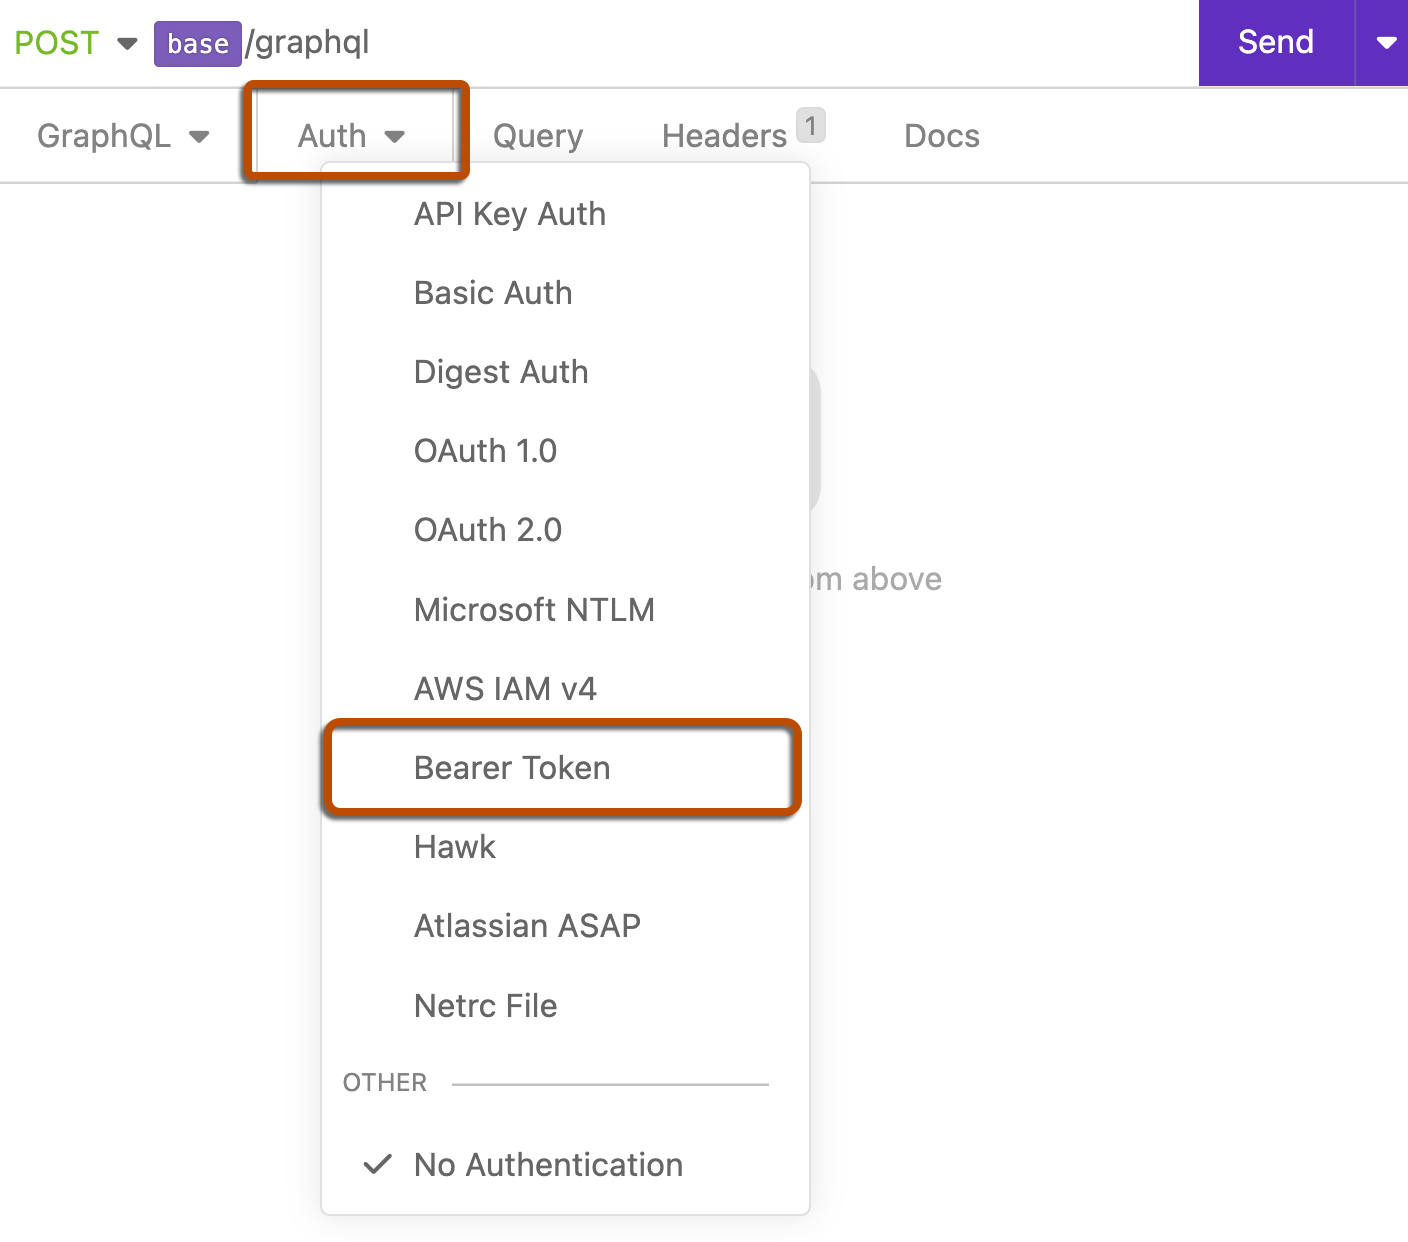 POST base/graphql Send
GraphQL Auth Query Headers 1 Docs
API Key Auth
Basic Auth
Digest Auth
OAuth 1.0
OAuth 2.0
above
Microsoft NTLM
AWS IAM v4
Bearer Token
Hawk
Atlassian ASAP
Netrc File
OTHER
No Authentication